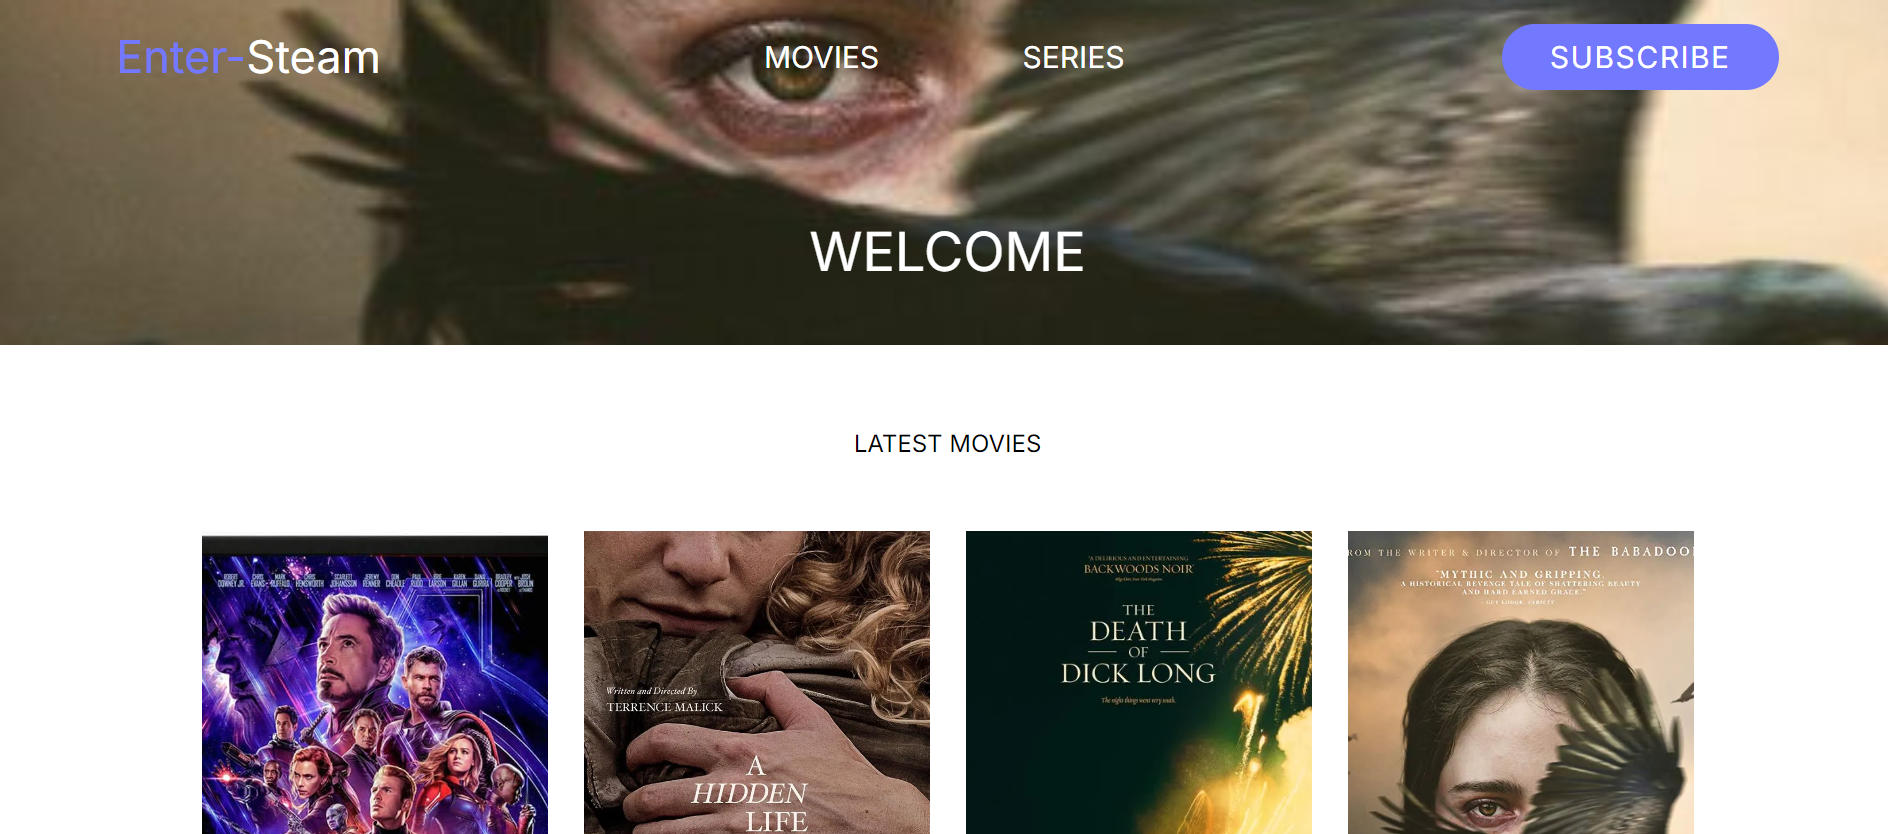 Enter-Steam
MOVIES
SERIES
SUBSCRIBE
WELCOME
LATEST MOVIES
ROBERT DOWNEY JR.
CHRIS EVANS
MARK RUFFALO
CHRIS HEMSWORTH
SCARLETT JOHANSSON
JEREMY RENNER
DON CHEADLE
PAUL RUDD
BRIE LARSON
KAREN GILLAN
DANAI GURIRA
BRADLEY COOPER
JOSH BROLIN
Written and Directed By
TERRENCE MALICK
A
HIDDEN
LIFE
"A DELIRIOUS AND ENTERTAINING
BACKWOODS NOIR"
THE
DEATH
OF
DICK LONG
The night things went very south.
ROM THE WRITER & DIRECTOR OF THE BABADOO
"MYTHIC AND GRIPPING.
A HISTORICAL REVENGE TALE OF SHATTERING BEAUTY
AND HARD EARNED GRACE."